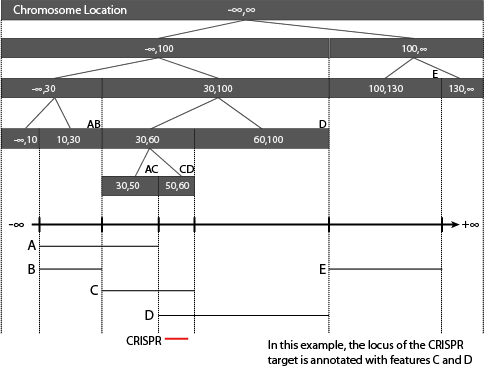 Chromosome Location -∞,∞
-∞,100 100,∞
E
-∞,30 30,100 100,130 130,∞
AB D
-∞,10 10,30 30,60 60,100
AC CD
30,50 50,60
-∞ +∞
A
B E
C
D
CRISPR
In this example, the locus of the CRISPR
target is annotated with features C and D